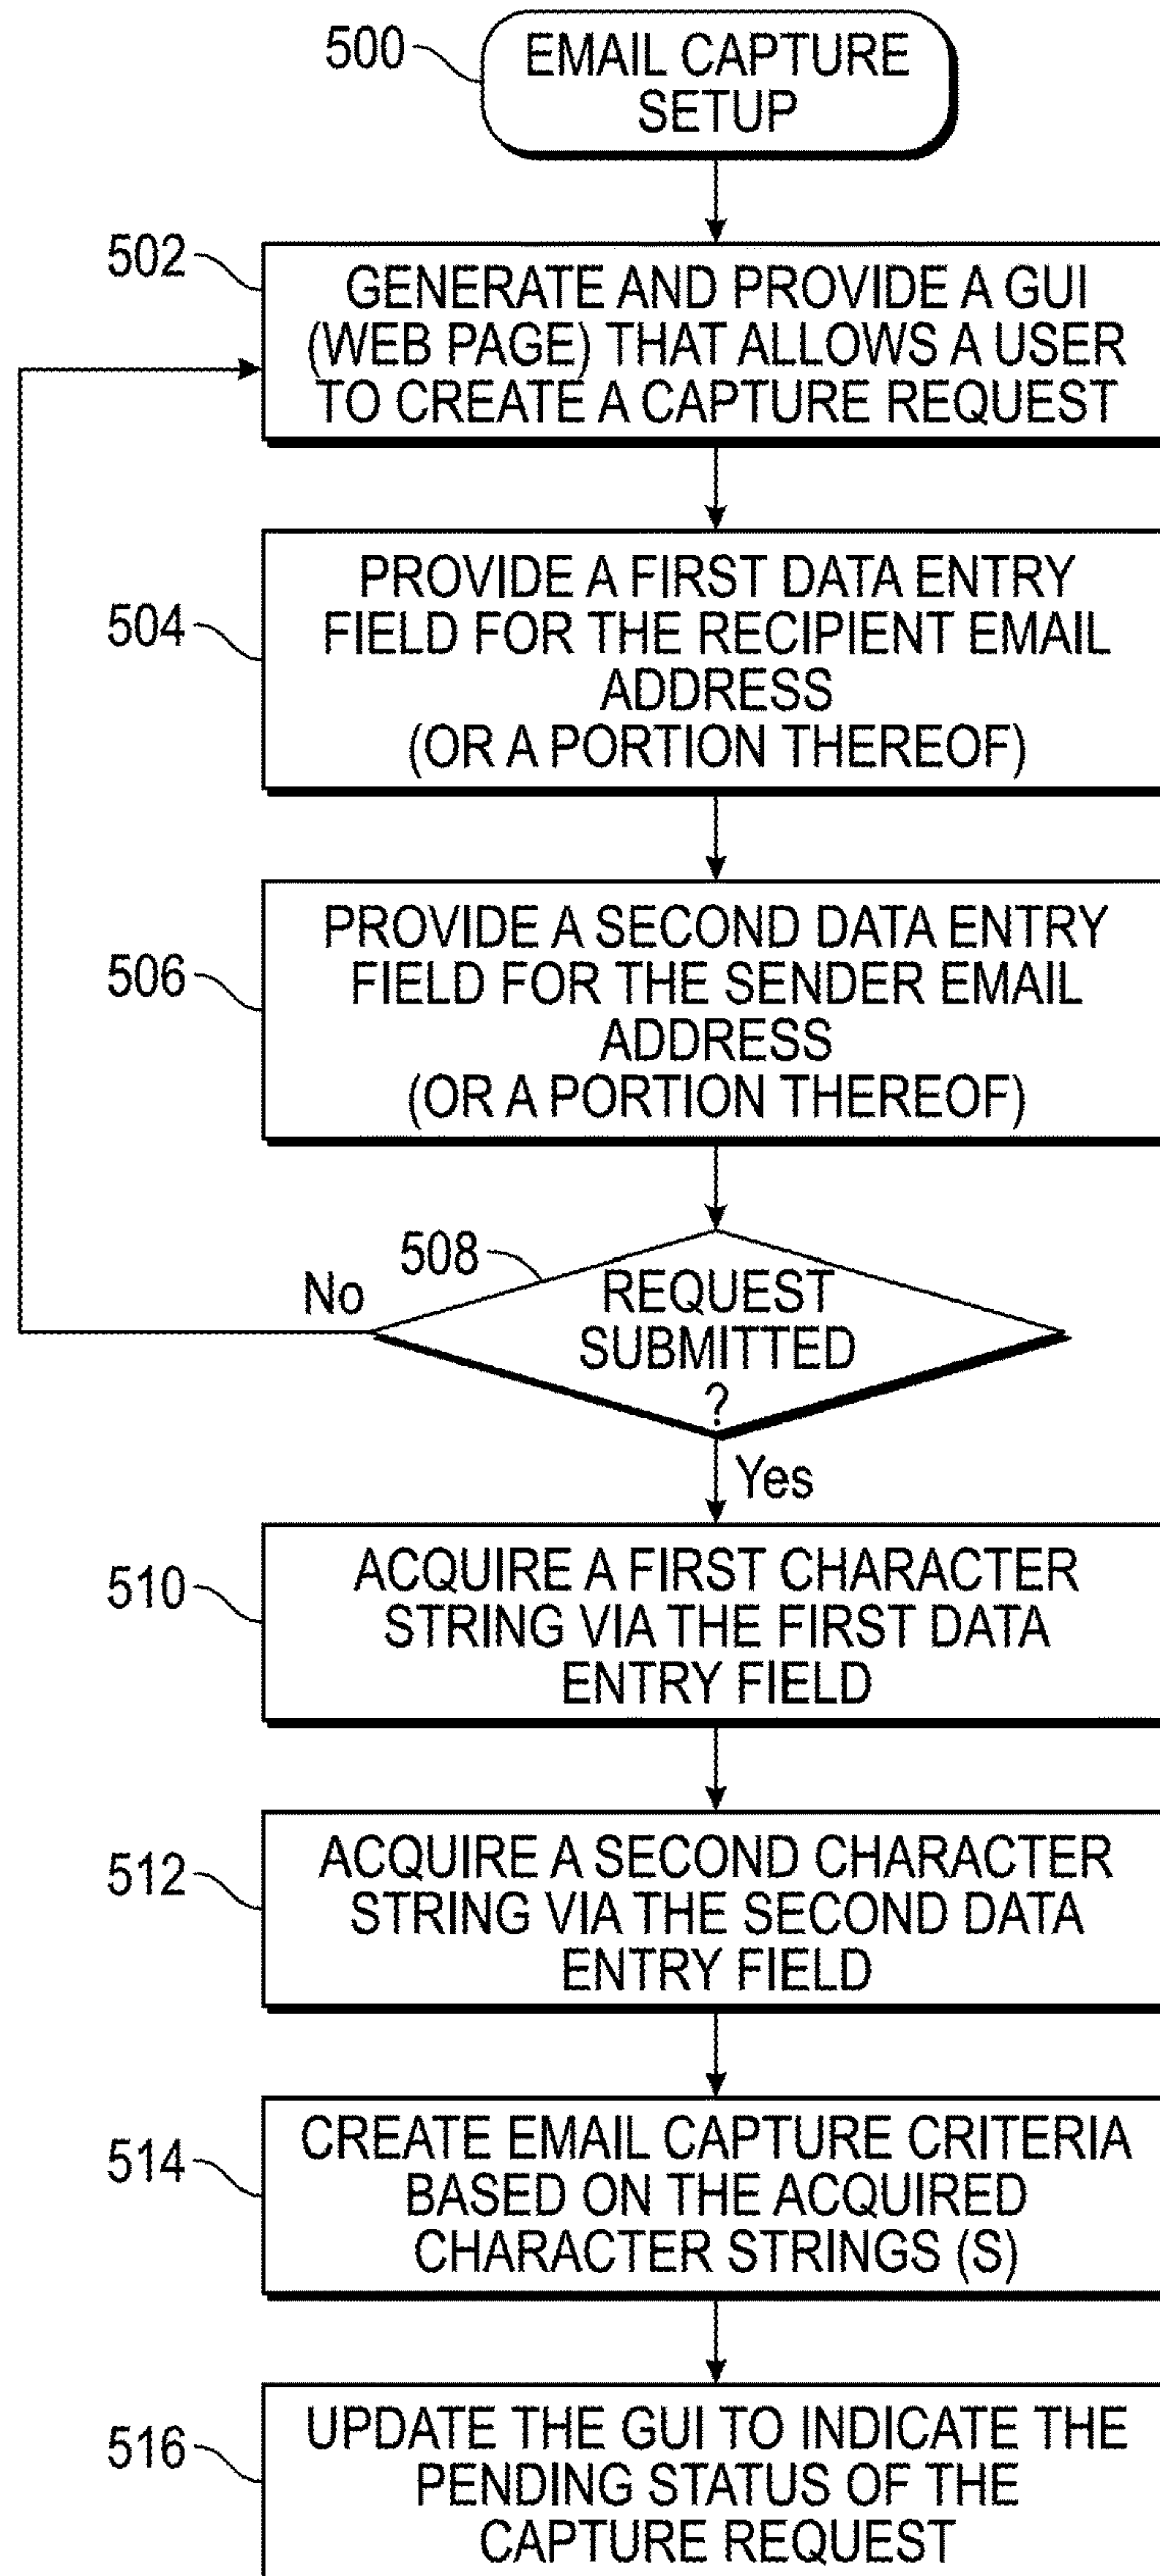 500
EMAIL CAPTURE
SETUP
502
GENERATE AND PROVIDE A GUI
(WEB PAGE) THAT ALLOWS A USER
TO CREATE A CAPTURE REQUEST
504
PROVIDE A FIRST DATA ENTRY
FIELD FOR THE RECIPIENT EMAIL
ADDRESS
(OR A PORTION THEREOF)
506
PROVIDE A SECOND DATA ENTRY
FIELD FOR THE SENDER EMAIL
ADDRESS
(OR A PORTION THEREOF)
508
No
REQUEST
SUBMITTED
?
Yes
510
ACQUIRE A FIRST CHARACTER
STRING VIA THE FIRST DATA
ENTRY FIELD
512
ACQUIRE A SECOND CHARACTER
STRING VIA THE SECOND DATA
ENTRY FIELD
514
CREATE EMAIL CAPTURE CRITERIA
BASED ON THE ACQUIRED
CHARACTER STRINGS (S)
516
UPDATE THE GUI TO INDICATE THE
PENDING STATUS OF THE
CAPTURE REQUEST